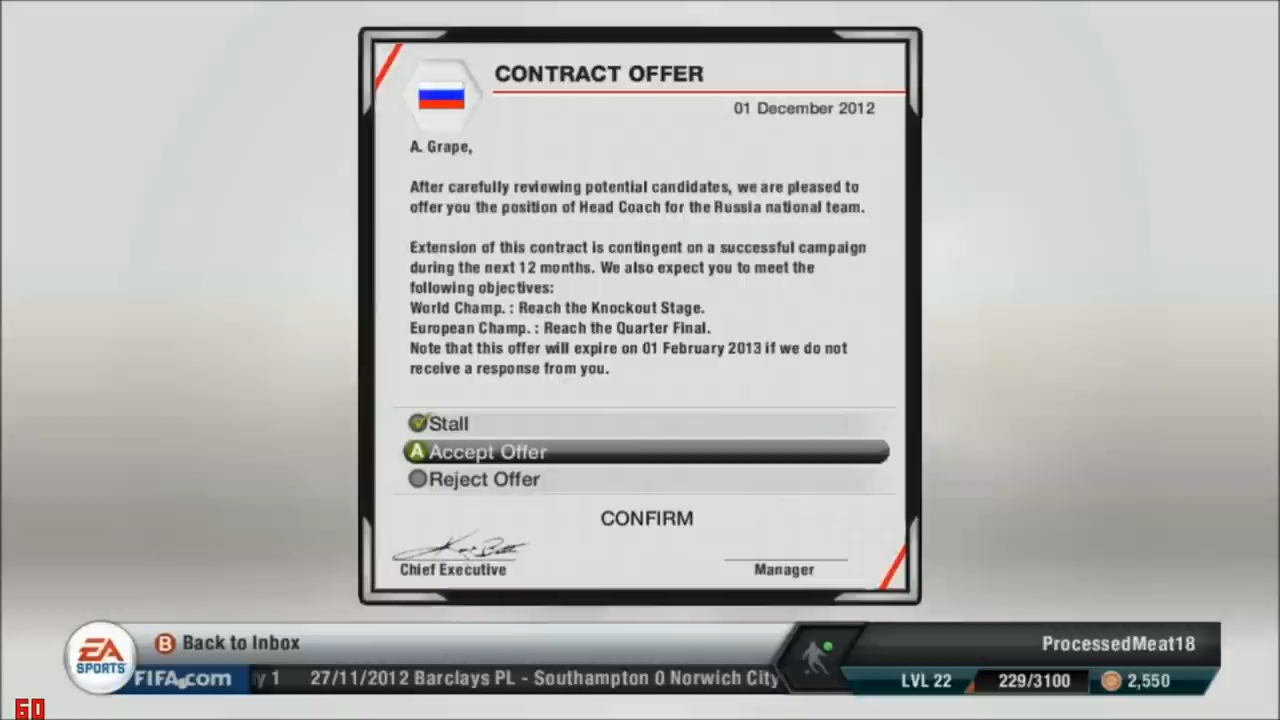 CONTRACT OFFER
01 December 2012
A. Grape,
After carefully reviewing potential candidates, we are pleased to
offer you the position of Head Coach for the Russia national team.
Extension of this contract is contingent on a successful campaign
during the next 12 months. We also expect you to meet the
following objectives:
World Champ. : Reach the Knockout Stage.
European Champ. : Reach the Quarter Final.
Note that this offer will expire on 01 February 2013 if we do not
receive a response from you.
Stall
A Accept Offer
Reject Offer
CONFIRM
Chief Executive
Manager
EA SPORTS
B Back to Inbox
ProcessedMeat18
FIFA.com
y 1 27/11/2012 Barclays PL - Southampton 0 Norwich City
LVL 22 229/3100 2,550
60